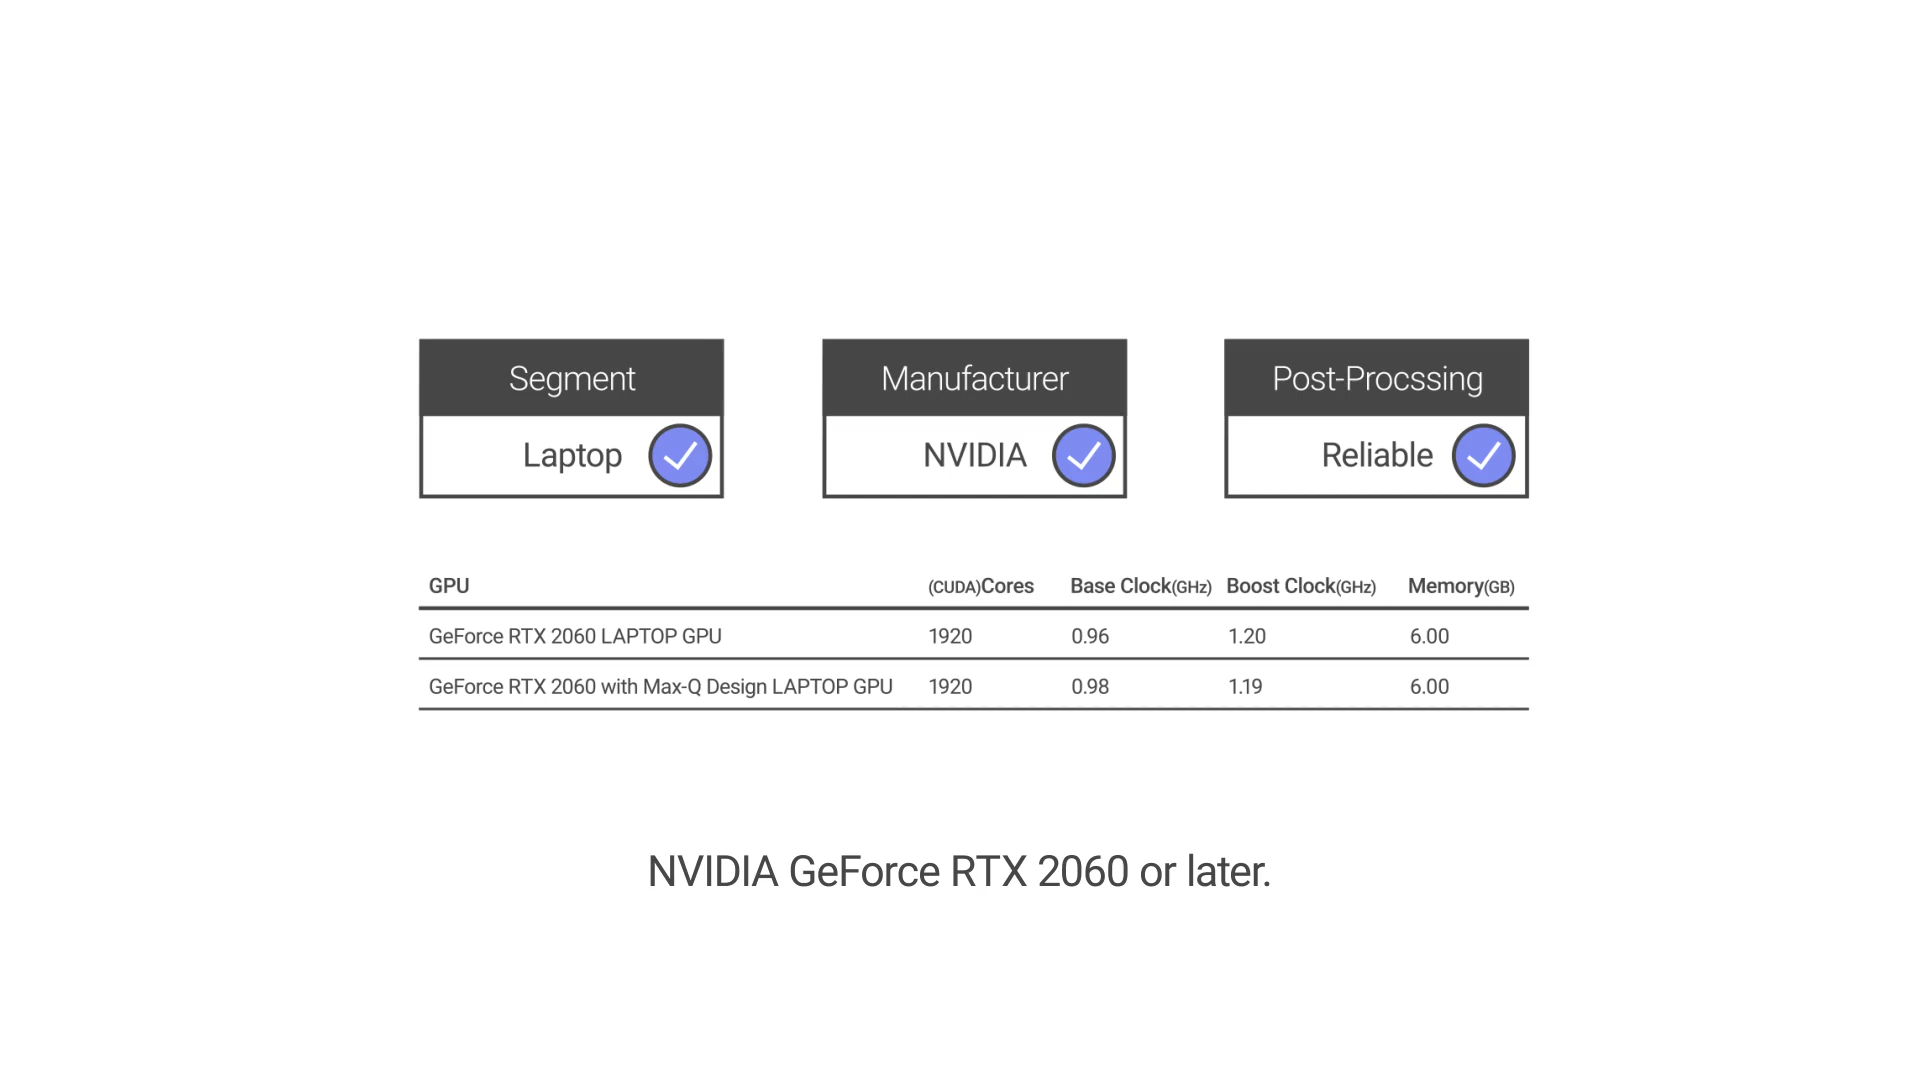 Segment
Manufacturer
Post-Procssing
Laptop
NVIDIA
Reliable
GPU (CUDA)Cores Base Clock(GHz) Boost Clock(GHz) Memory(GB)
GeForce RTX 2060 LAPTOP GPU 1920 0.96 1.20 6.00
GeForce RTX 2060 with Max-Q Design LAPTOP GPU 1920 0.98 1.19 6.00
NVIDIA GeForce RTX 2060 or later.